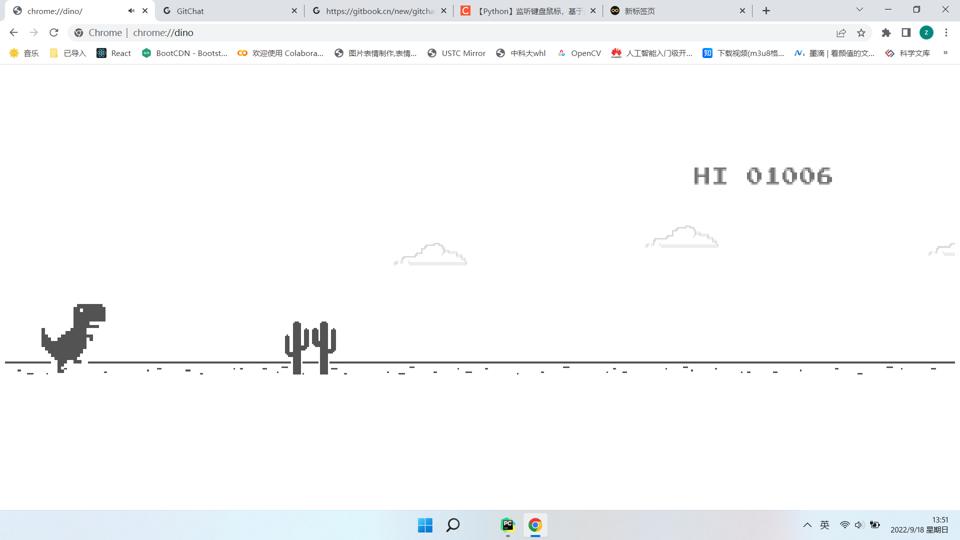 chrome://dino/
GitChat
https://gitbook.cn/new/gitcha
【Python】监听键盘鼠标，基于
新标签页
Chrome | chrome://dino
z
音乐
已导入
React
BootCDN - Bootst...
欢迎使用 Colabora...
图片表情制作,表情...
USTC Mirror
中科大whl
OpenCV
人工智能入门极开...
知 下载视频(m3u8格...
墨滴 | 看颜值的文...
科学文库
»
HI 01006
PC
英
13:51
2022/9/18 星期日